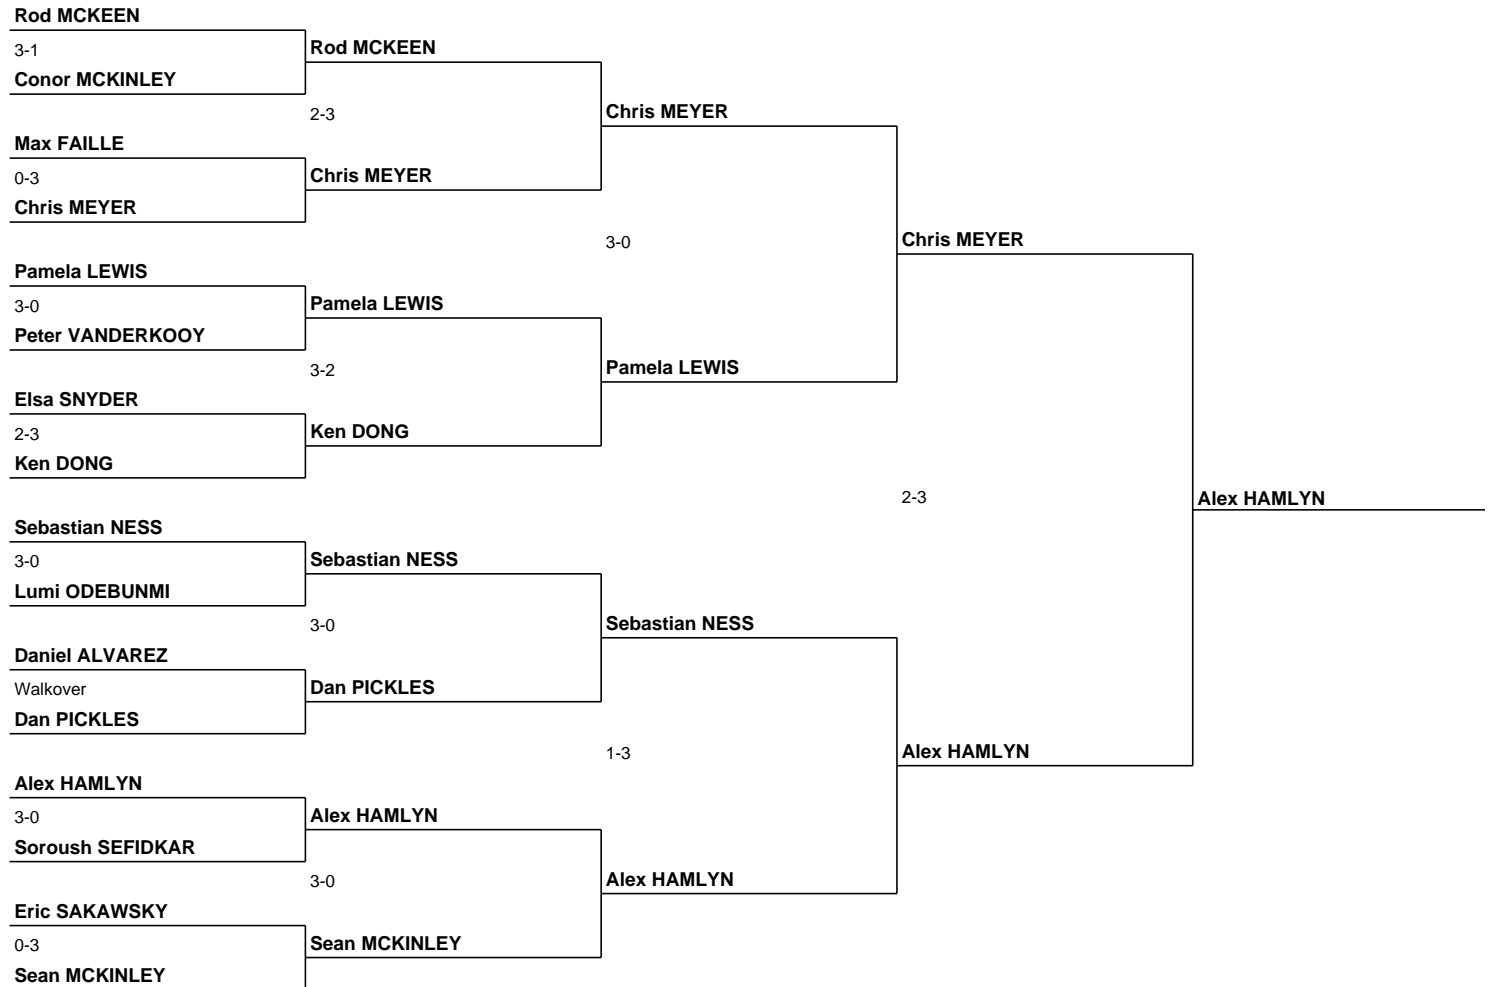 Rod MCKEEN
3-1
Conor MCKINLEY
Max FAILLE
0-3
Chris MEYER
Pamela LEWIS
3-0
Peter VANDERKOOY
Elsa SNYDER
2-3
Ken DONG
Sebastian NESS
3-0
Lumi ODEBUNMI
Daniel ALVAREZ
Walkover
Dan PICKLES
Alex HAMLYN
3-0
Soroush SEFIDKAR
Eric SAKAWSKY
0-3
Sean MCKINLEY
Rod MCKEEN
2-3
Chris MEYER
Pamela LEWIS
3-2
Ken DONG
Sebastian NESS
3-0
Dan PICKLES
Alex HAMLYN
3-0
Sean MCKINLEY
Chris MEYER
3-0
Pamela LEWIS
Sebastian NESS
1-3
Alex HAMLYN
Chris MEYER
2-3
Alex HAMLYN
Alex HAMLYN